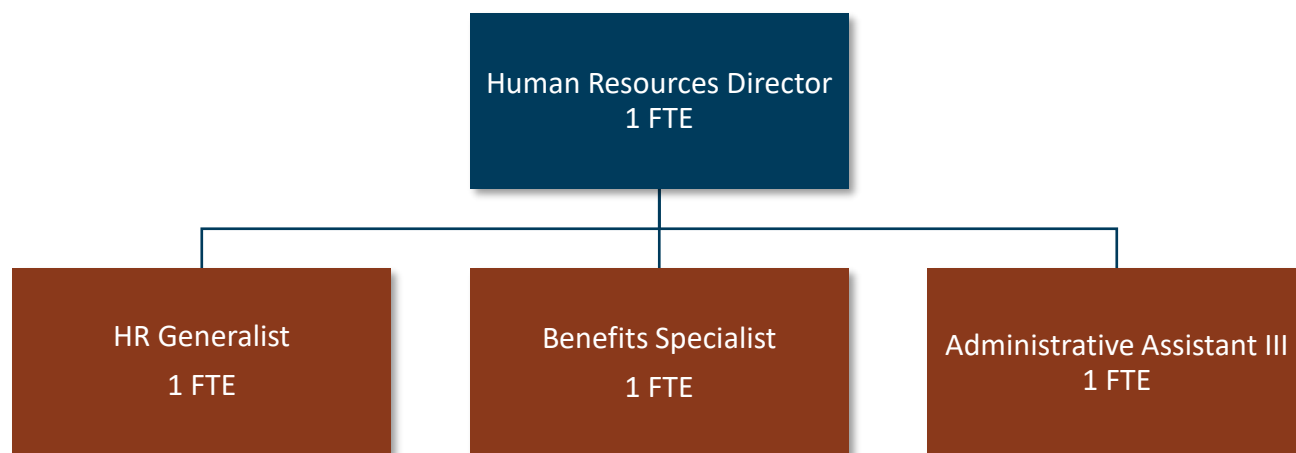 Human Resources Director
1 FTE
HR Generalist
1 FTE
Benefits Specialist
1 FTE
Administrative Assistant III
1 FTE